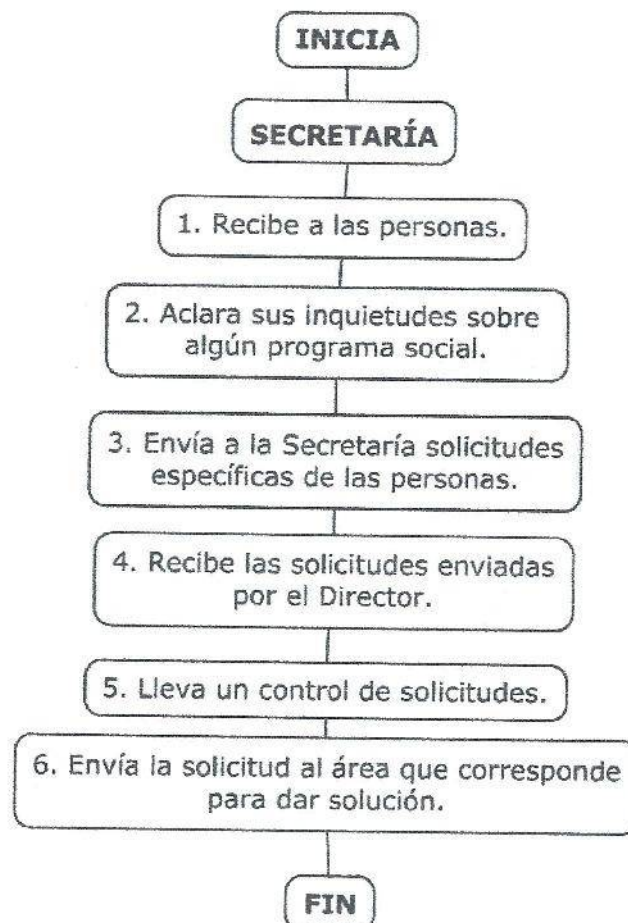 INICIA
SECRETARÍA
1. Recibe a las personas.
2. Aclara sus inquietudes sobre
algún programa social.
3. Envía a la Secretaría solicitudes
específicas de las personas.
4. Recibe las solicitudes enviadas
por el Director.
5. Lleva un control de solicitudes.
6. Envía la solicitud al área que corresponde
para dar solución.
FIN